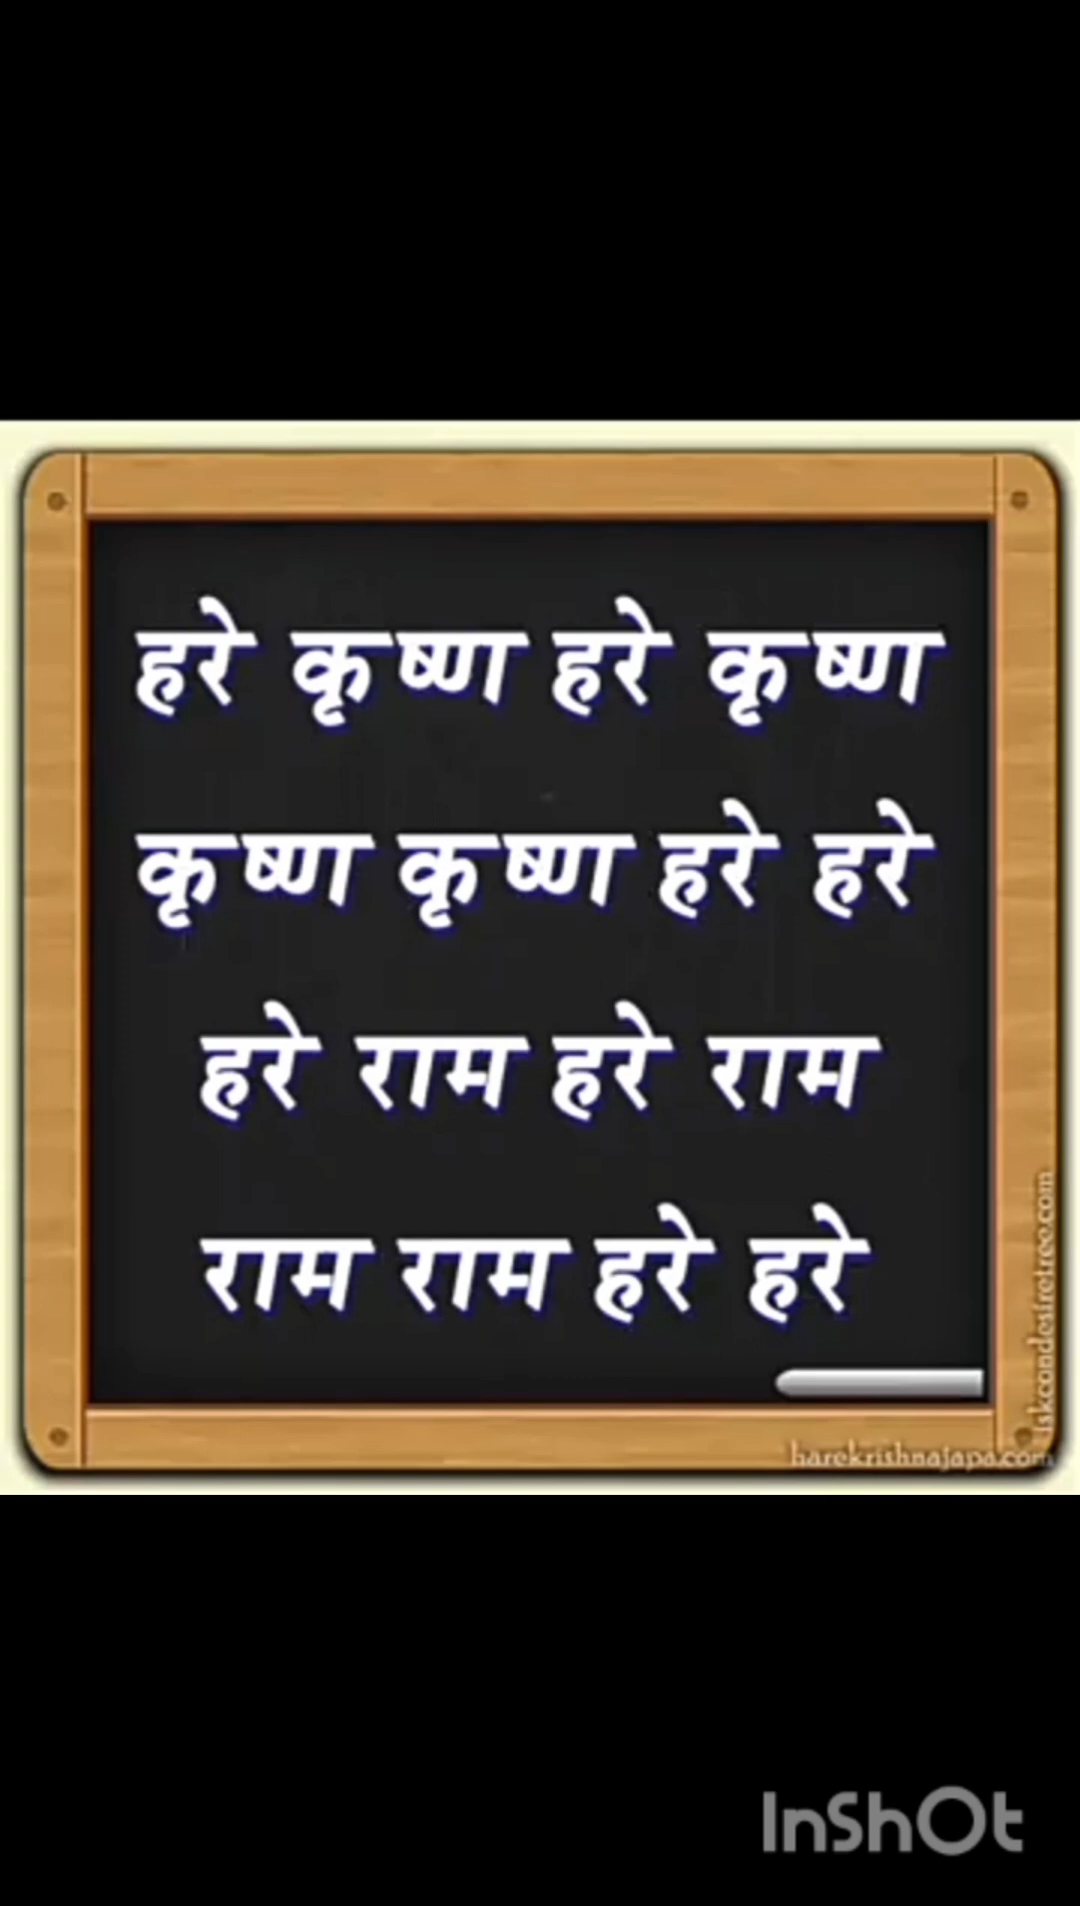 हरे कृष्ण हरे कृष्ण
कृष्ण कृष्ण हरे हरे
हरे राम हरे राम
राम राम हरे हरे
iskcondesiretree.com
harekrishnajapa.com
InShOt